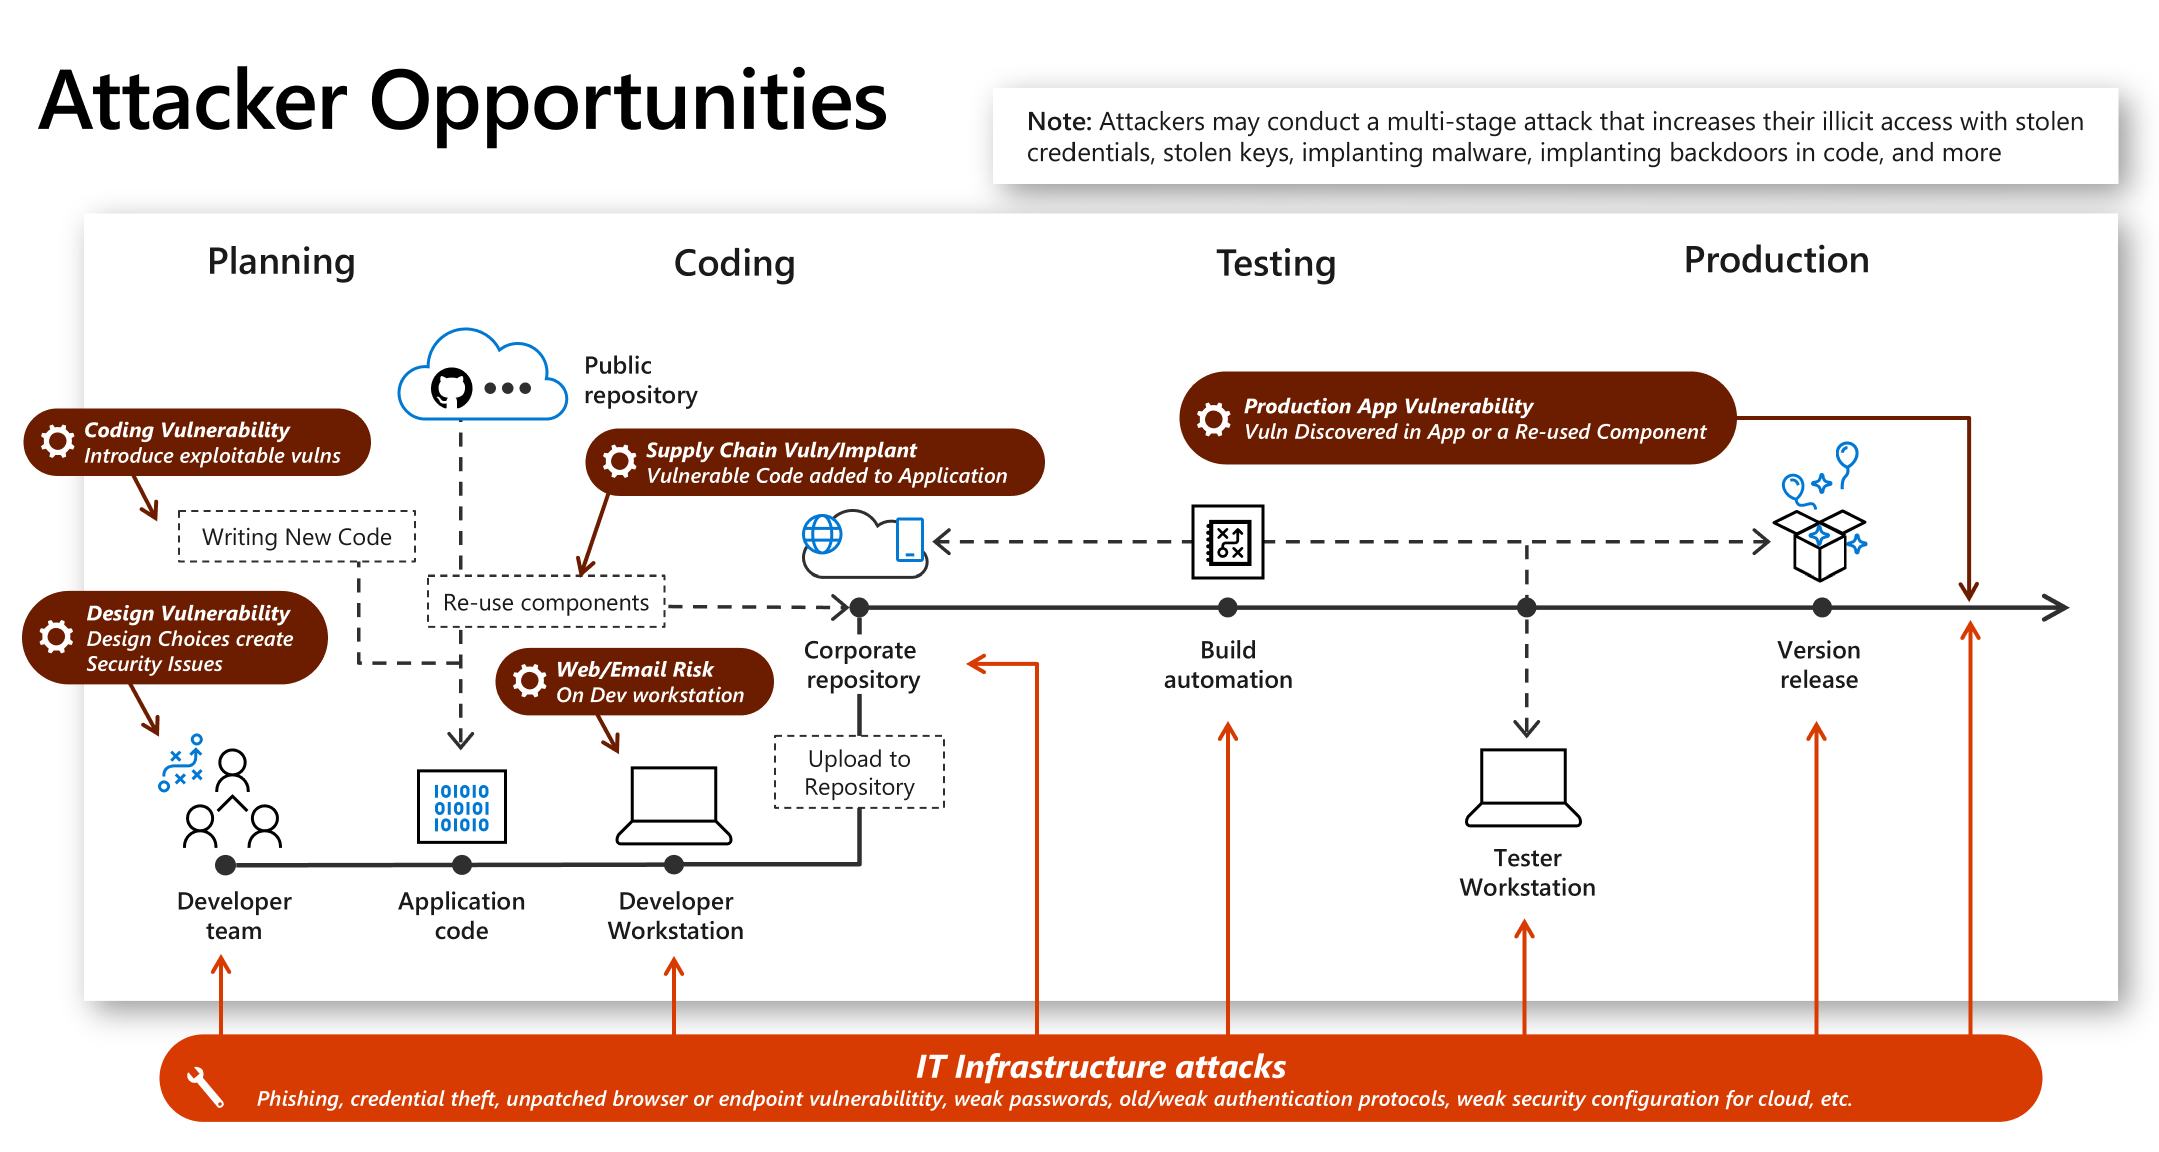 Attacker Opportunities
Note: Attackers may conduct a multi-stage attack that increases their illicit access with stolen
credentials, stolen keys, implanting malware, implanting backdoors in code, and more
Planning
Coding
Testing
Production
Public
repository
Coding Vulnerability
Introduce exploitable vulns
Supply Chain Vuln/Implant
Vulnerable Code added to Application
Production App Vulnerability
Vuln Discovered in App or a Re-used Component
Writing New Code
Re-use components
Design Vulnerability
Design Choices create
Security Issues
Web/Email Risk
On Dev workstation
Corporate
repository
Build
automation
Version
release
Upload to
Repository
IOIOIO
OIOIOI
IOIOIO
Tester
Workstation
Developer
team
Application
code
Developer
Workstation
IT Infrastructure attacks
Phishing, credential theft, unpatched browser or endpoint vulnerabilitity, weak passwords, old/weak authentication protocols, weak security configuration for cloud, etc.